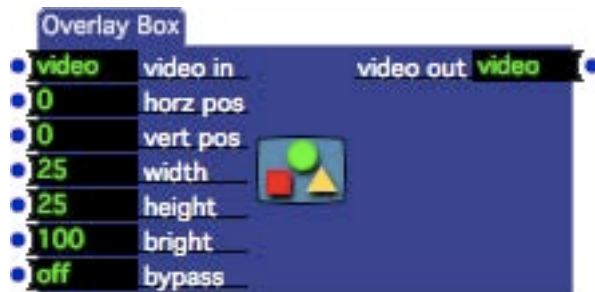 Overlay Box
video video in video out video
0 horz pos
0 vert pos
25 width
25 height
100 bright
off bypass